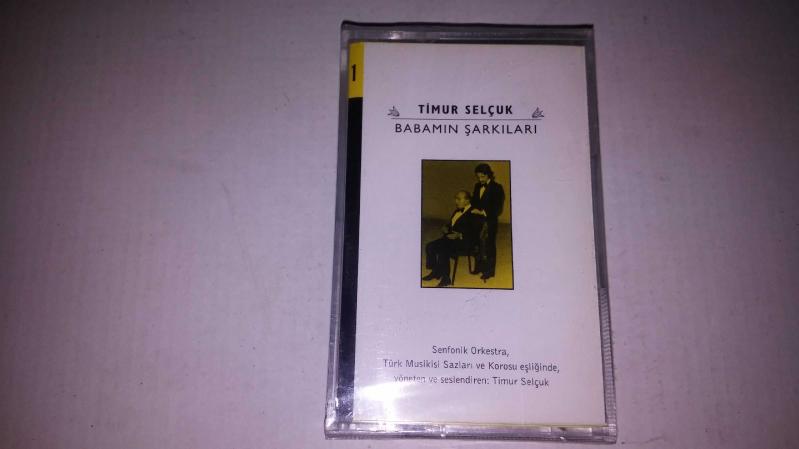 1
TİMUR SELÇUK
BABAMIN ŞARKILARI
Senfonik Orkestra,
Türk Musikisi Sazları ve Korosu eşliğinde,
yöneten ve seslendiren: Timur Selçuk